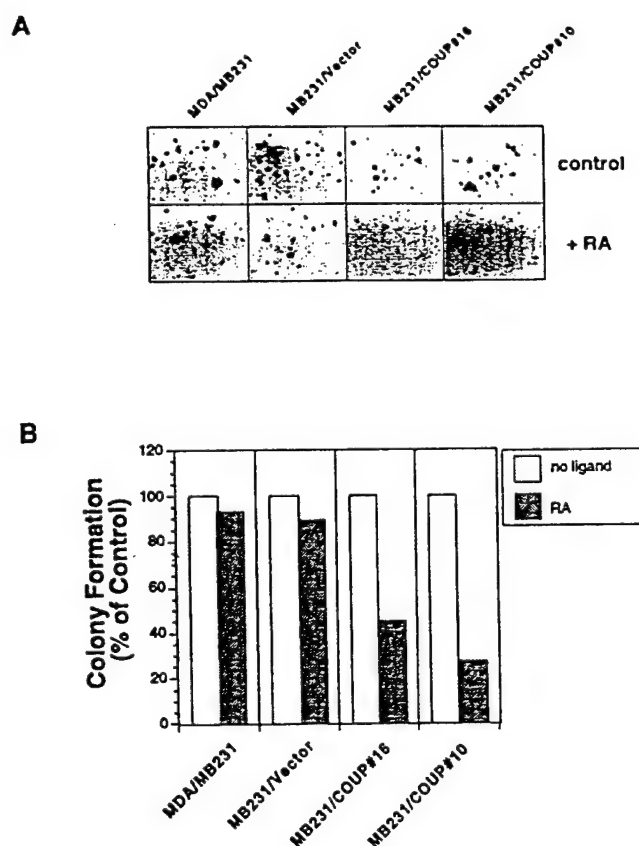 A
MDA/MB231
MB231/Vector
MB231/COUP#16
MB231/COUP#10
control
+ RA
B
Colony Formation
(% of Control)
120
100
80
60
40
20
0
no ligand
RA
MDA/MB231
MB231/Vector
MB231/COUP#16
MB231/COUP#10